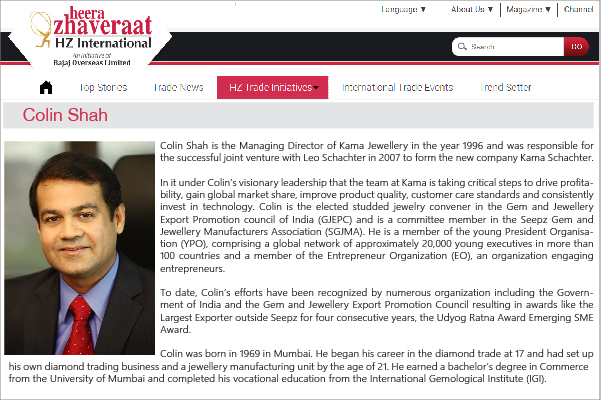 Language ▼ About Us ▼ Magazine ▼ Channel
heera
zhaveraat
HZ International
An Initiative of
Bajaj Overseas Limited
Search GO
Top Stories Trade News HZ Trade Initiatives International Trade Events Trend Setter
Colin Shah
Colin Shah is the Managing Director of Kama Jewellery in the year 1996 and was responsible for
the successful joint venture with Leo Schachter in 2007 to form the new company Kama Schachter.
In it under Colin's visionary leadership that the team at Kama is taking critical steps to drive profita-
bility, gain global market share, improve product quality, customer care standards and consistently
invest in technology. Colin is the elected studded jewelry convener in the Gem and Jewellery
Export Promotion council of India (GJEPC) and is a committee member in the Seepz Gem and
Jewellery Manufacturers Association (SGJMA). He is a member of the young President Organisa-
tion (YPO), comprising a global network of approximately 20,000 young executives in more than
100 countries and a member of the Entrepreneur Organization (EO), an organization engaging
entrepreneurs.
To date, Colin's efforts have been recognized by numerous organization including the Govern-
ment of India and the Gem and Jewellery Export Promotion Council resulting in awards like the
Largest Exporter outside Seepz for four consecutive years, the Udyog Ratna Award Emerging SME
Award.
Colin was born in 1969 in Mumbai. He began his career in the diamond trade at 17 and had set up
his own diamond trading business and a jewellery manufacturing unit by the age of 21. He earned a bachelor's degree in Commerce
from the University of Mumbai and completed his vocational education from the International Gemological Institute (IGI).